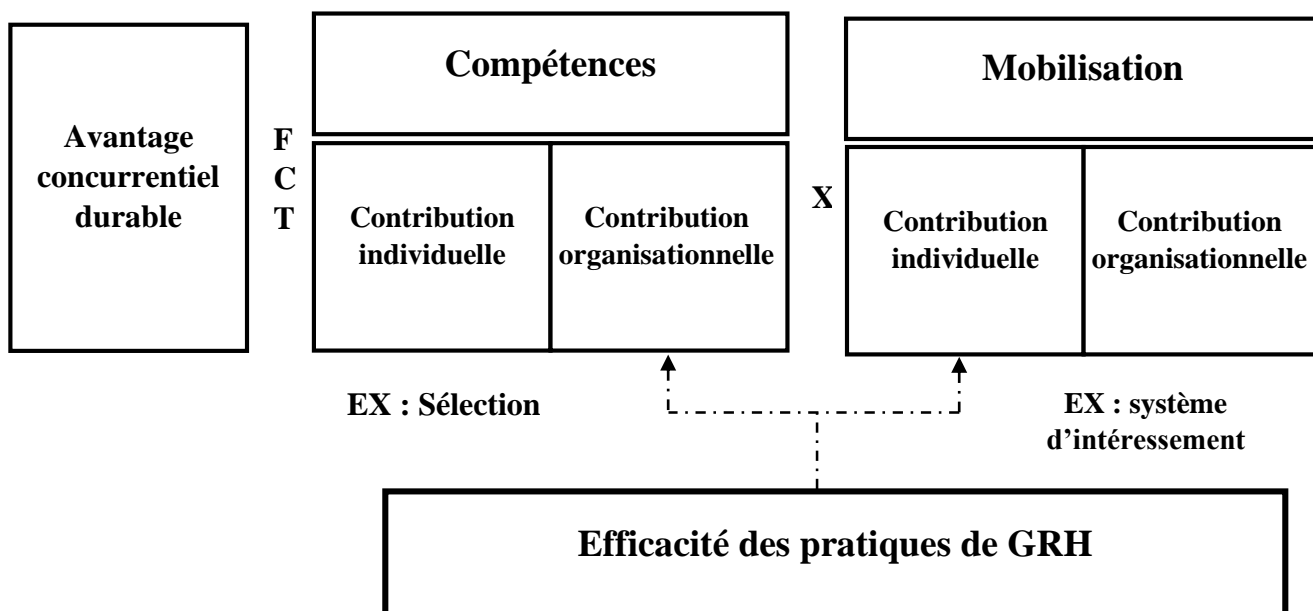 Avantage
concurrentiel
durable
F
C
T
Compétences
Contribution
individuelle
Contribution
organisationnelle
X
Mobilisation
Contribution
individuelle
Contribution
organisationnelle
EX : Sélection
EX : système
d’intéressement
Efficacité des pratiques de GRH